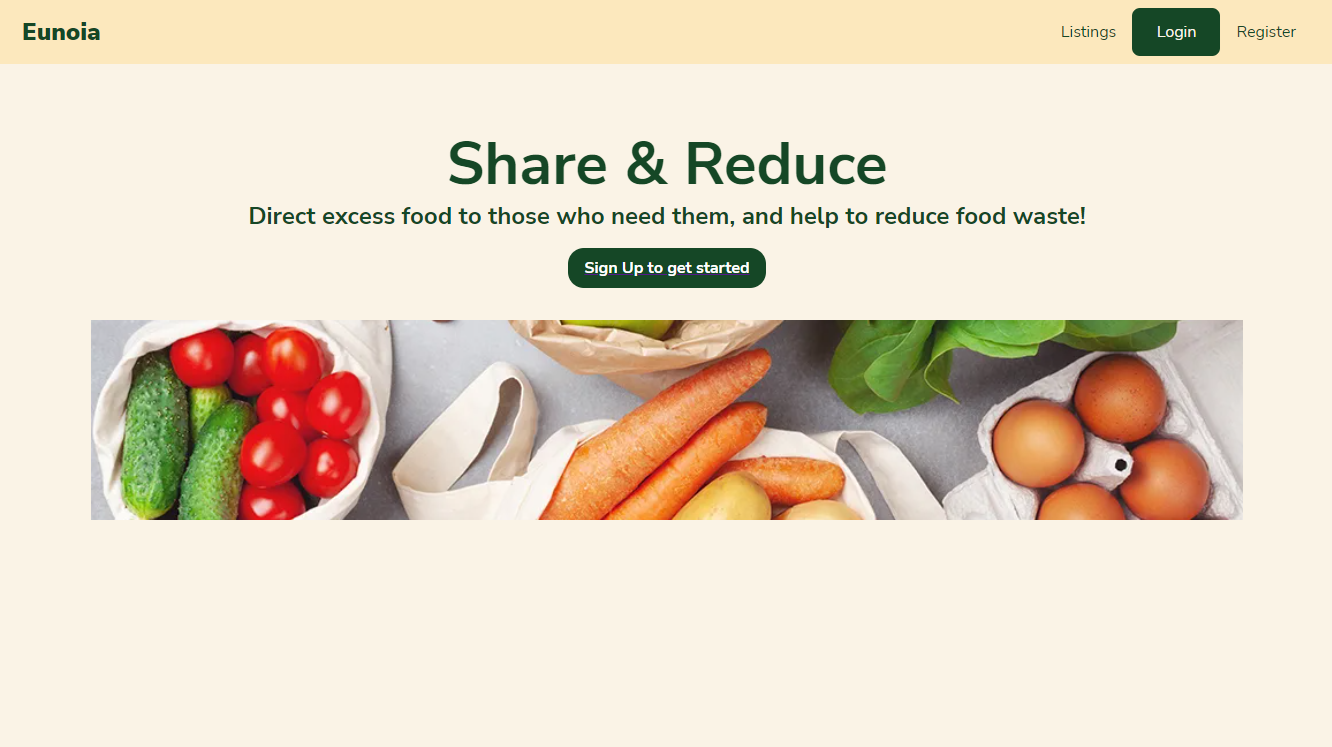 Eunoia
Listings
Login
Register
Share & Reduce
Direct excess food to those who need them, and help to reduce food waste!
Sign Up to get started